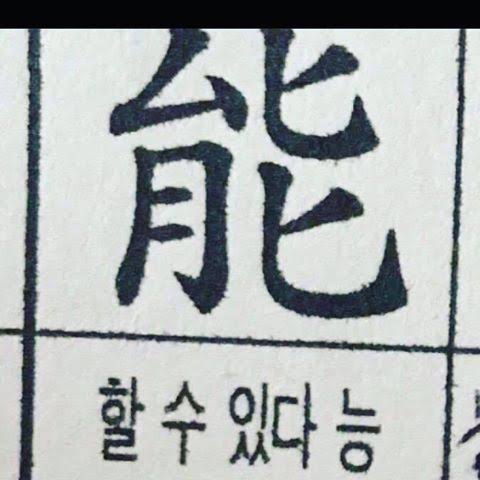 能
할 수 있다 능